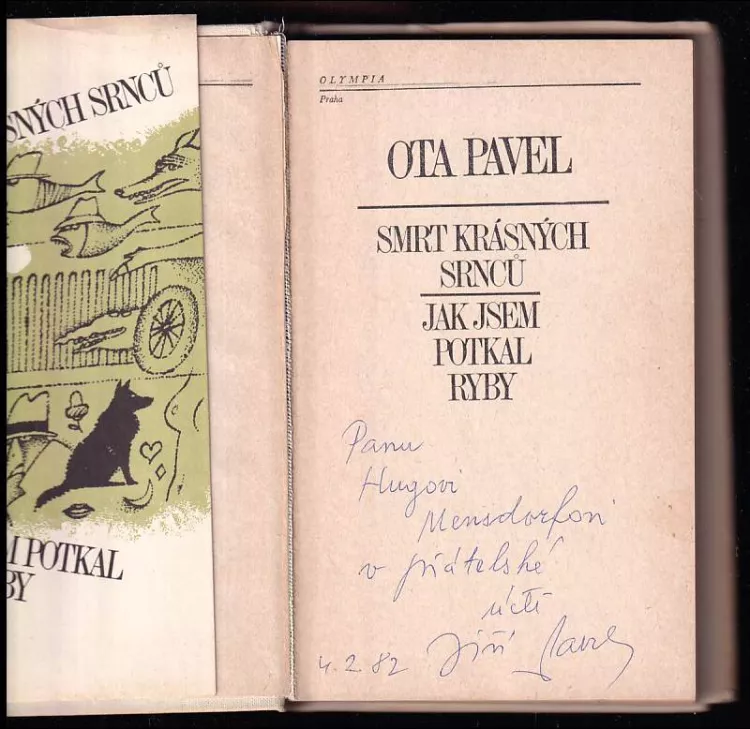 SNÝCH SRNCŮ
M POTKAL
BY
OLYMPIA
Praha
OTA PAVEL
SMRT KRÁSNÝCH
SRNCŮ
JAK JSEM
POTKAL
RYBY
Panu
Hugovi
Mensdorfovi
v přátelské
úctě
4.2.82 Jiří Pavel